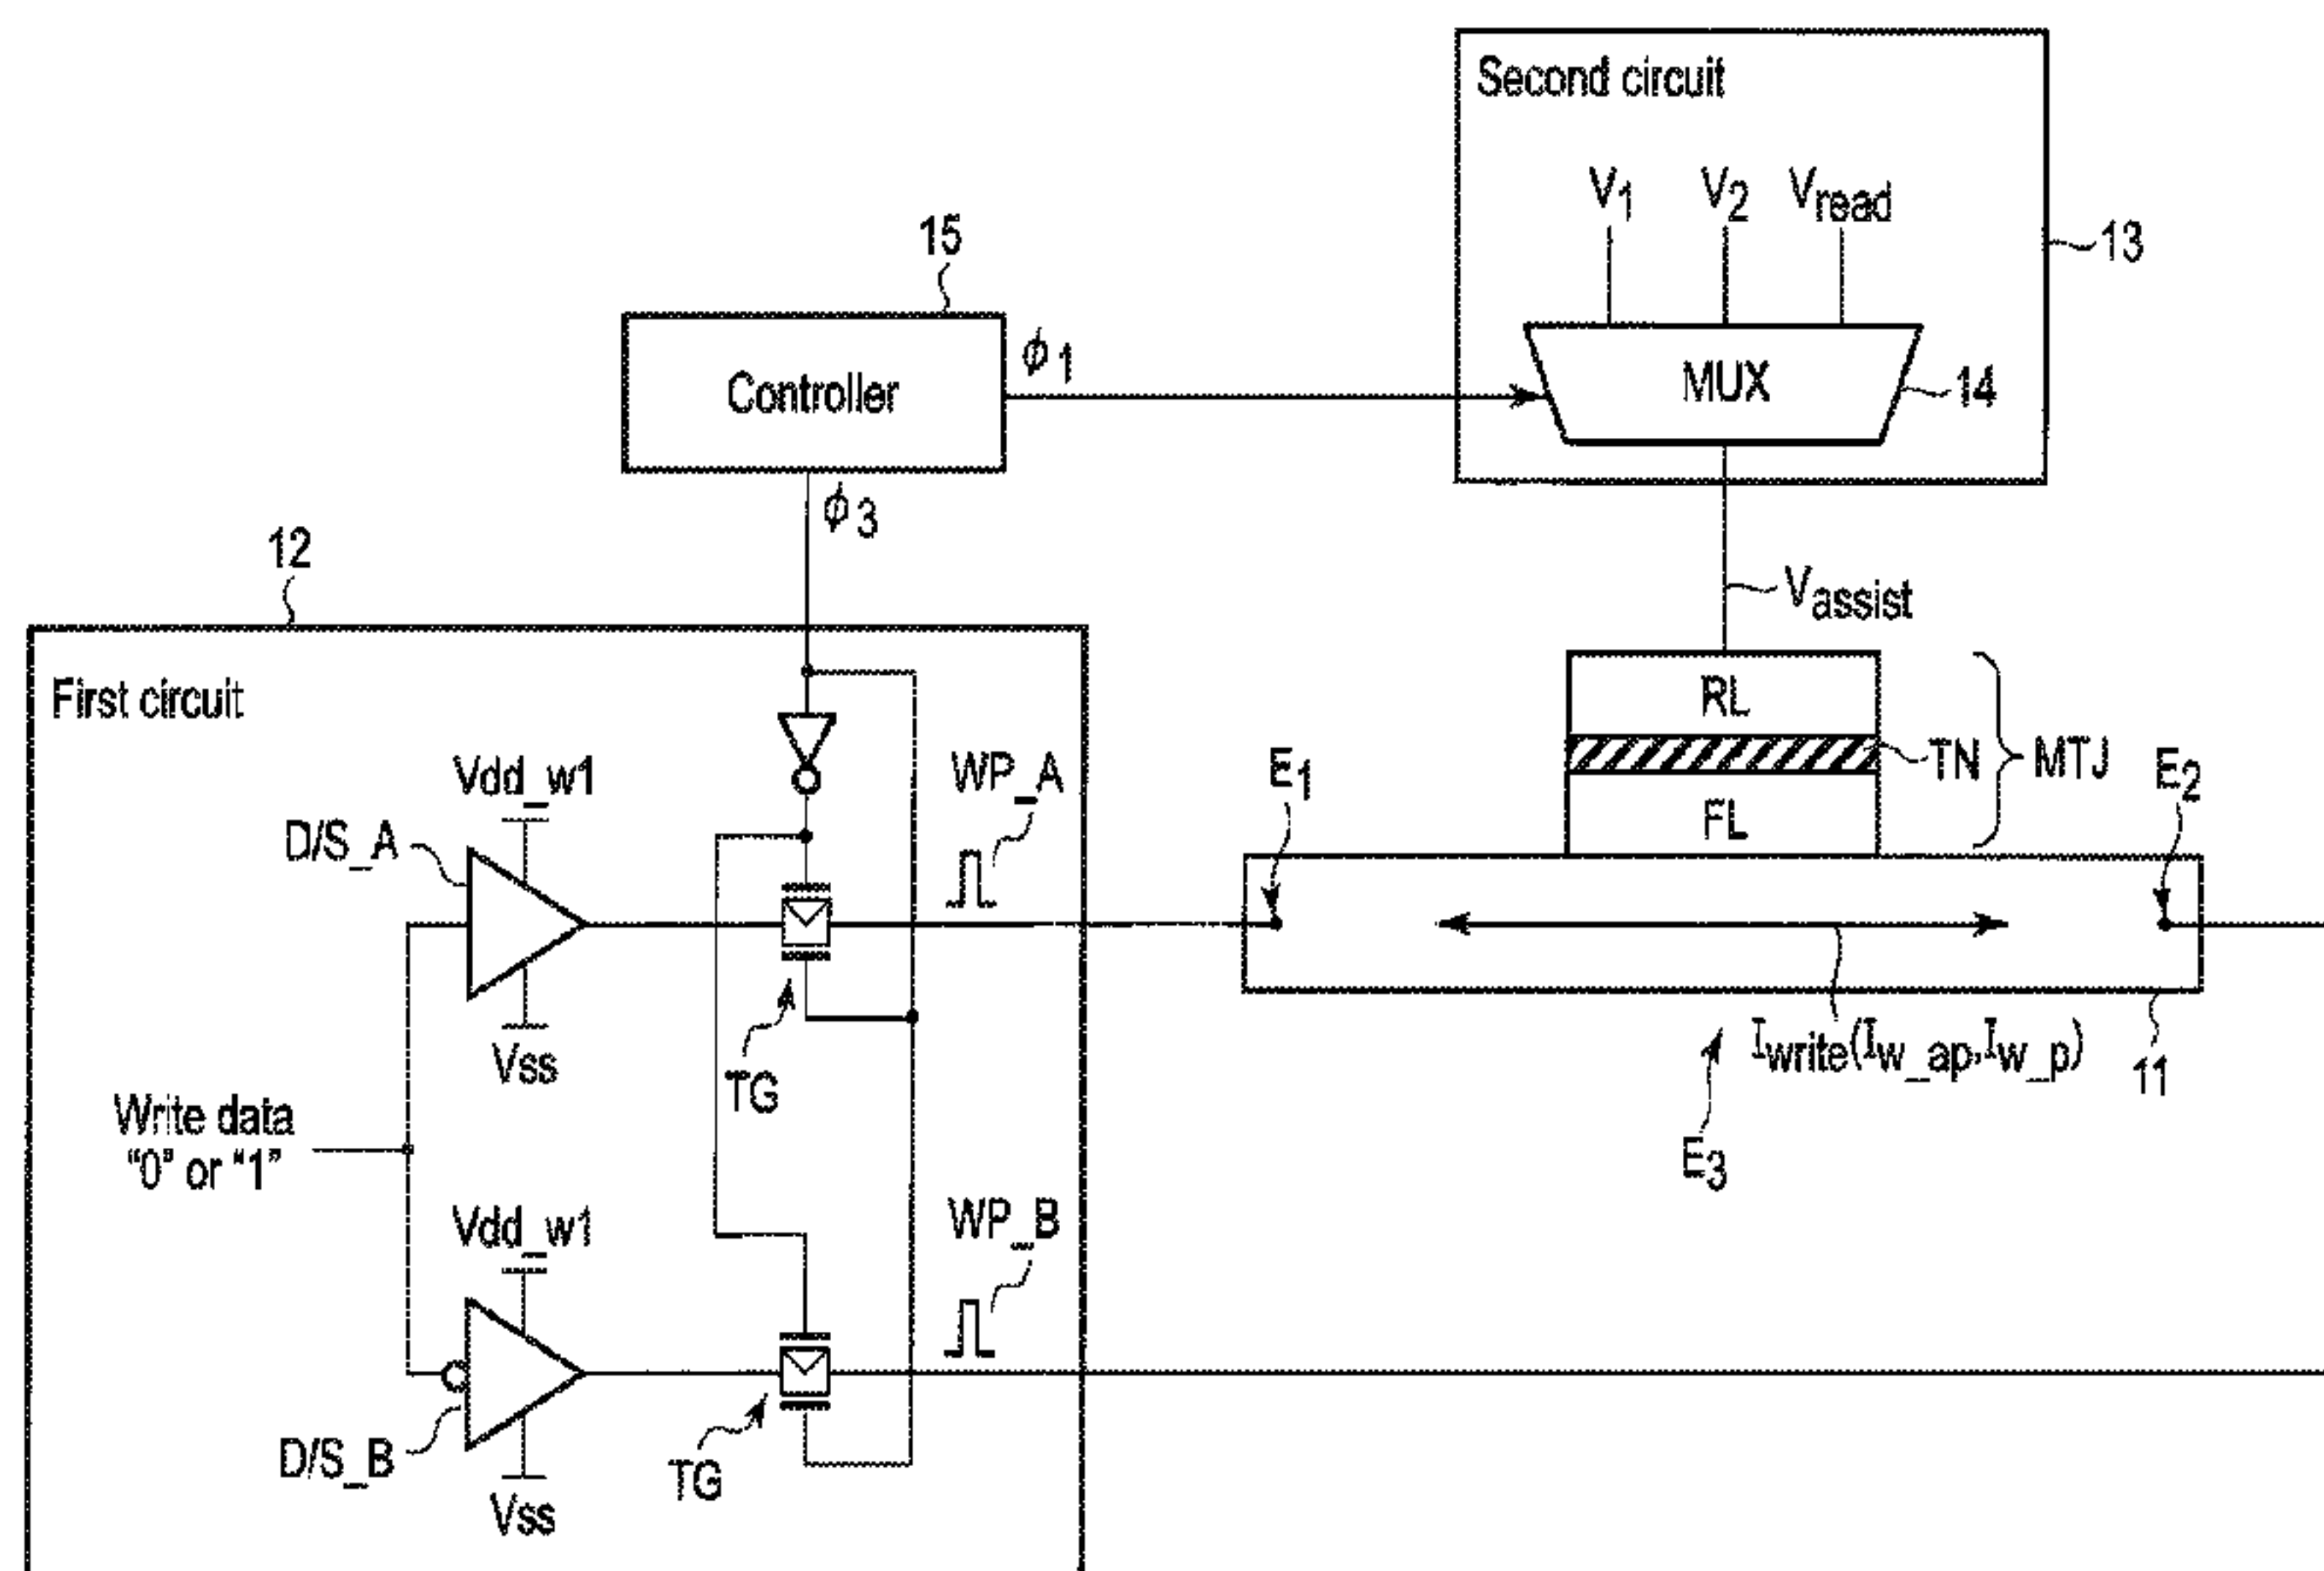 Second circuit
V1 V2 Vread
13
15
ϕ1
Controller
MUX
14
ϕ3
12
Vassist
First circuit
RL
TN
MTJ
FL
Vdd_w1
WP_A
E1
E2
D/S_A
Vss
TG
Iwrite(Iw_ap,Iw_p)
11
E3
Write data
“0” or “1”
Vdd_w1
WP_B
D/S_B
TG
Vss